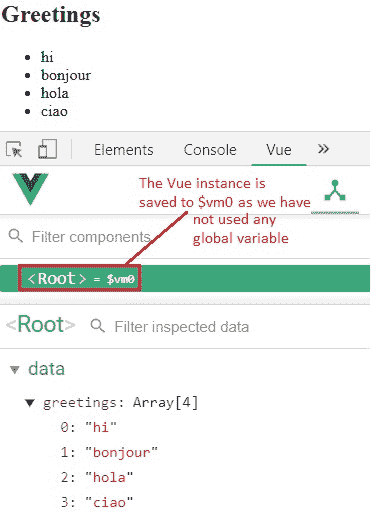 Greetings
hi
bonjour
hola
ciao
Elements Console Vue »
The Vue instance is
saved to $vm0 as we have
not used any
global variable
Filter components
<Root> = $vm0
<Root> Filter inspected data
▼ data
▼ greetings: Array[4]
0: "hi"
1: "bonjour"
2: "hola"
3: "ciao"